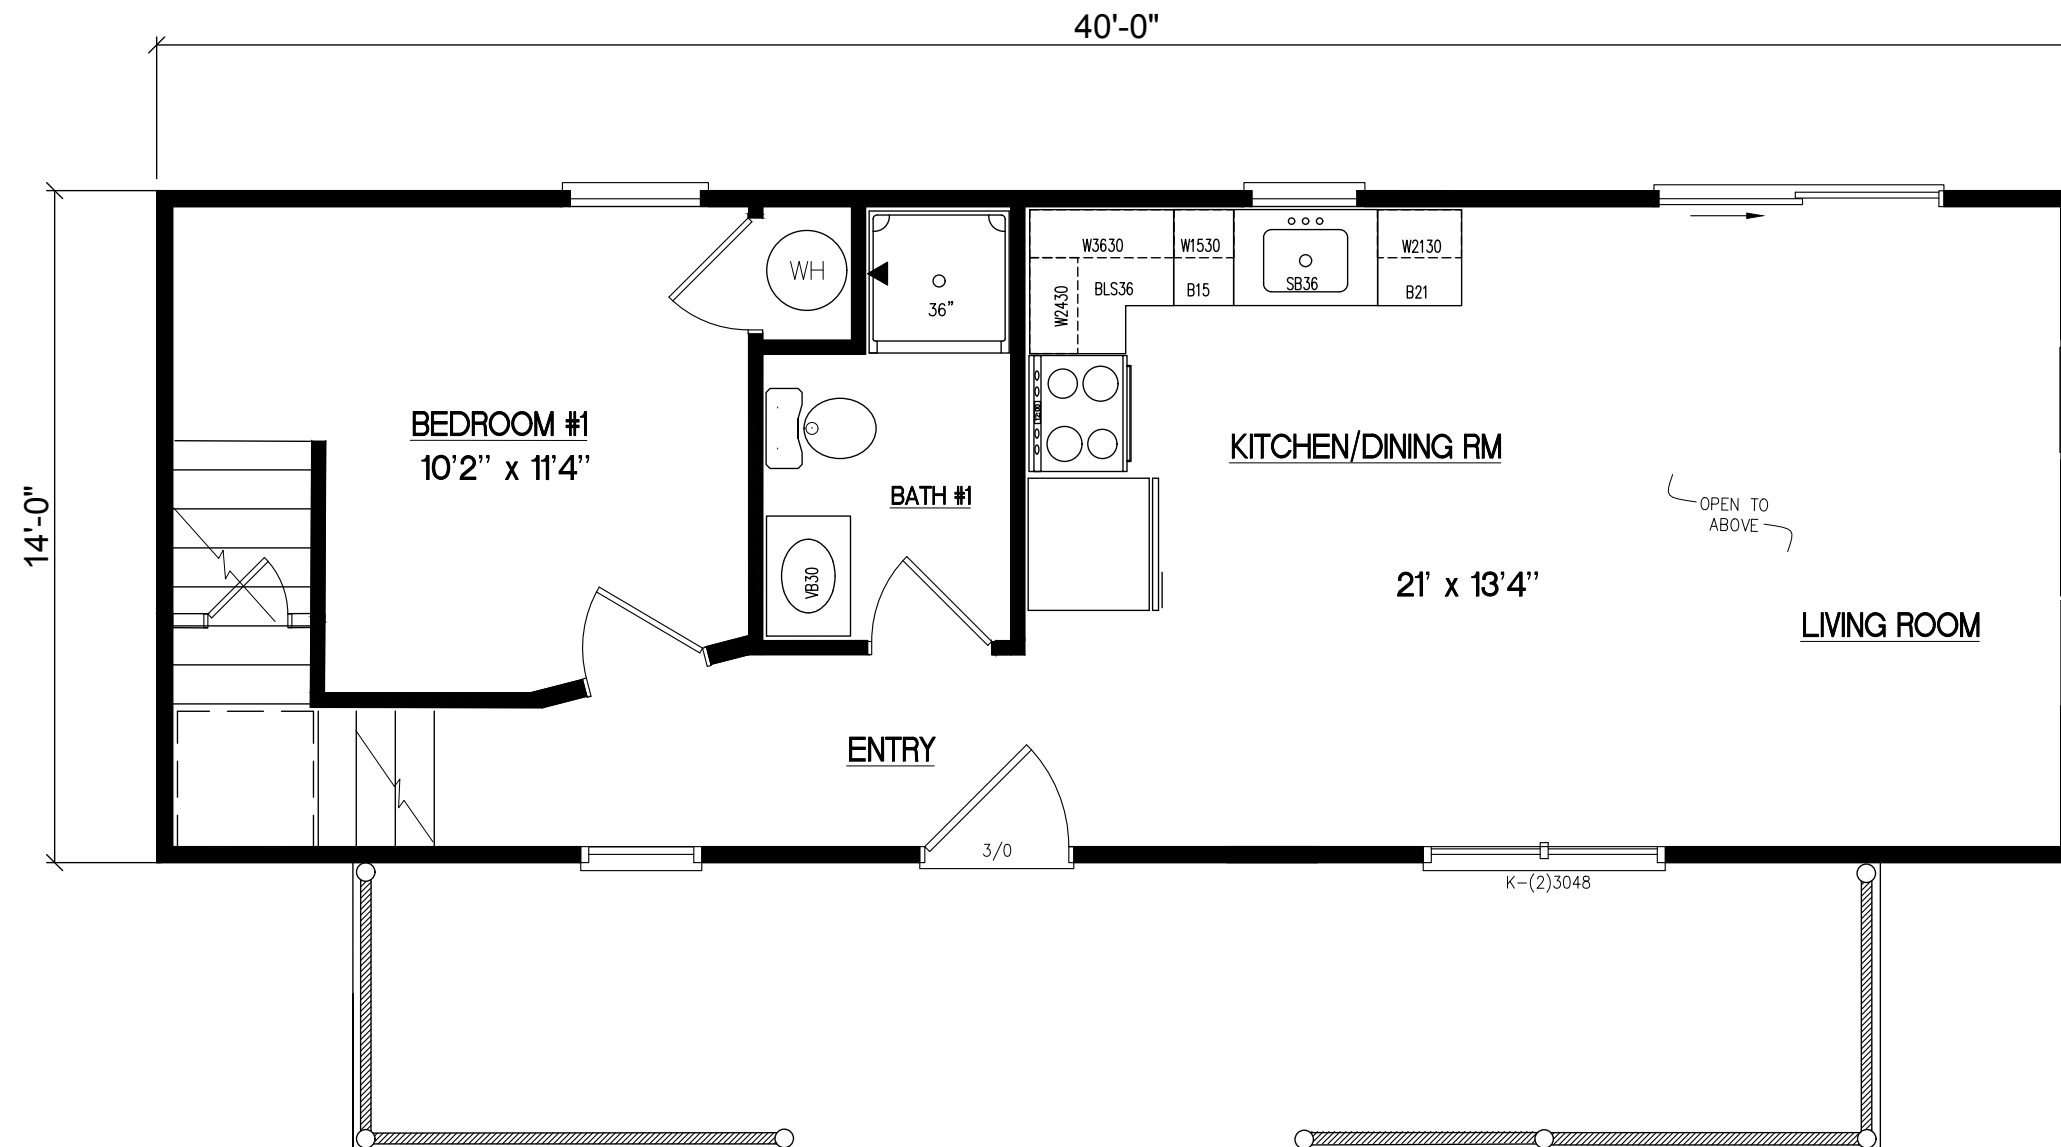 40'-0"
14'-0"
WH
36"
W3630
W1530
W2130
W2430
BLS36
B15
SB36
B21
BEDROOM #1
10'2" x 11'4"
BATH #1
VB30
KITCHEN/DINING RM
OPEN TO
ABOVE
21' x 13'4"
LIVING ROOM
ENTRY
3/0
K-(2)3048